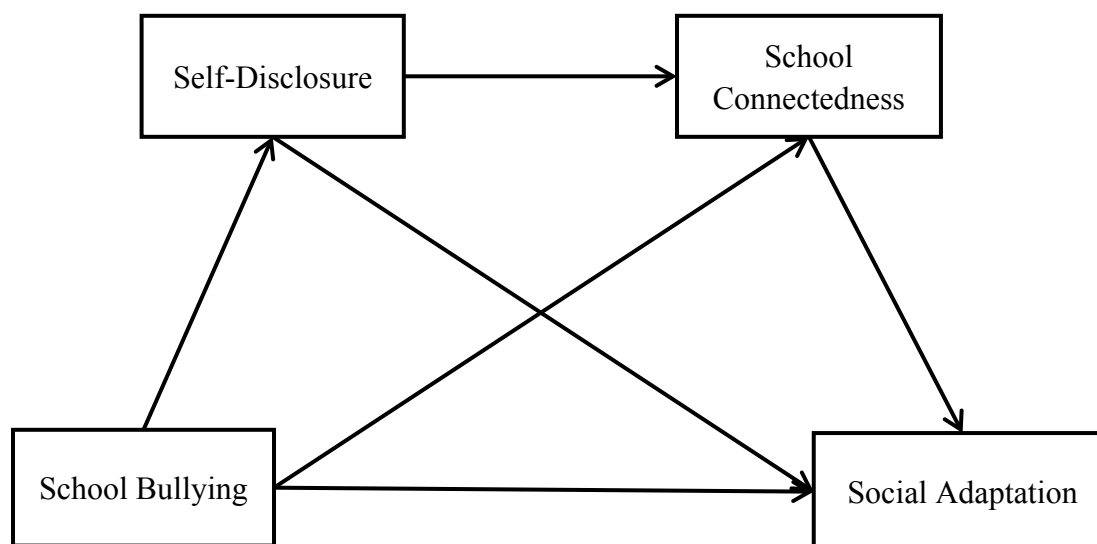 Self-Disclosure
School
Connectedness
School Bullying
Social Adaptation